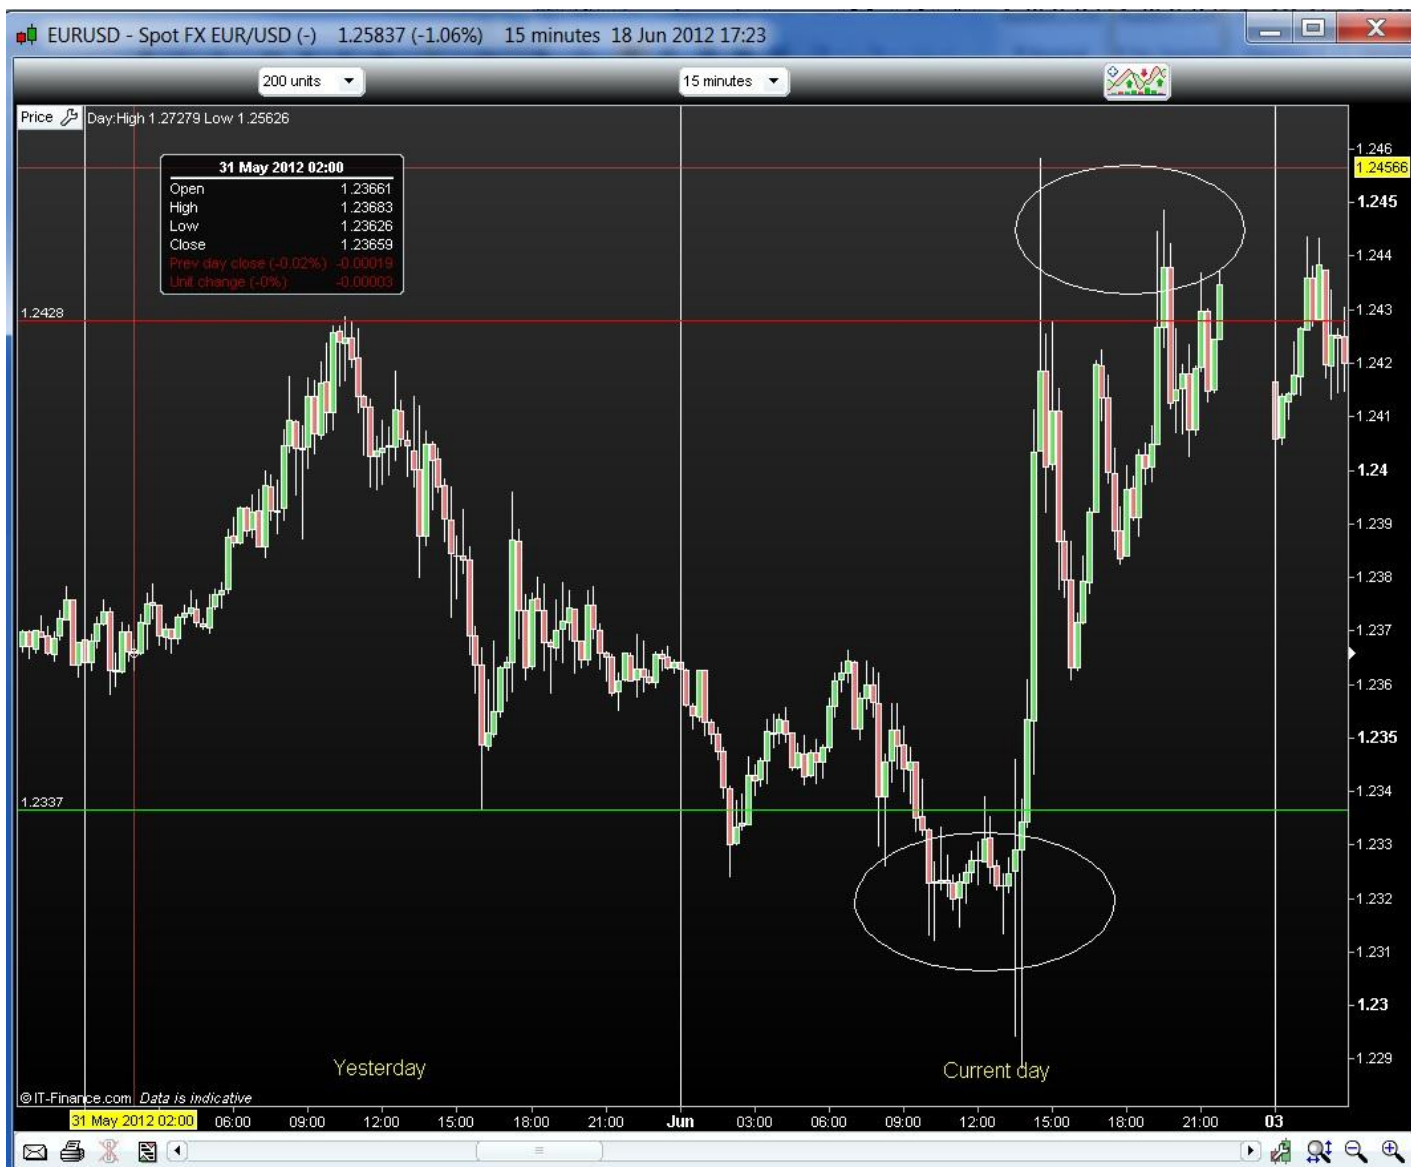 EURUSD - Spot FX EUR/USD (-) 1.25837 (-1.06%) 15 minutes 18 Jun 2012 17:23
200 units 15 minutes
Price Day:High 1.27279 Low 1.25626
31 May 2012 02:00
Open 1.23661
High 1.23683
Low 1.23626
Close 1.23659
Prev day close (-0.02%) -0.00019
Unit change (-0%) -0.00003
1.246
1.24566
1.245
1.244
1.2428
1.243
1.242
1.241
1.24
1.239
1.238
1.237
1.236
1.235
1.2337
1.234
1.233
1.232
1.231
1.23
1.229
Yesterday Current day
© IT-Finance.com Data is indicative
31 May 2012 02:00 06:00 09:00 12:00 15:00 18:00 21:00 Jun 03:00 06:00 09:00 12:00 15:00 18:00 21:00 03